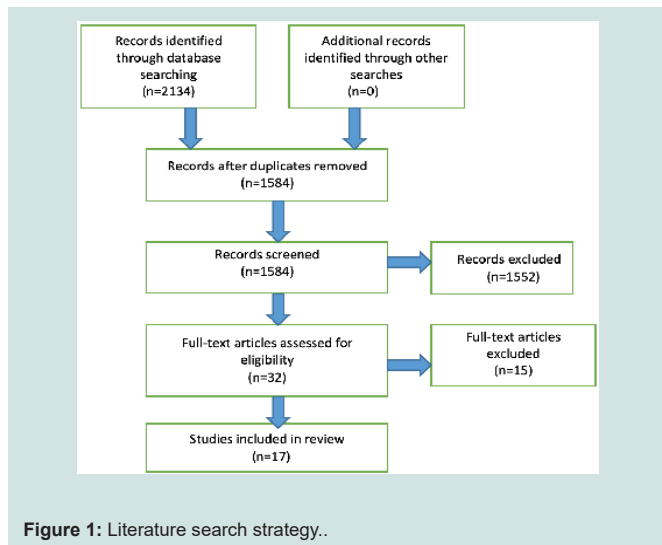 Records identified
through database
searching
(n=2134)
Additional records
identified through other
searches
(n=0)
Records after duplicates removed
(n=1584)
Records screened
(n=1584)
Records excluded
(n=1552)
Full-text articles assessed for
eligibility
(n=32)
Full-text articles
excluded
(n=15)
Studies included in review
(n=17)
Figure 1: Literature search strategy..